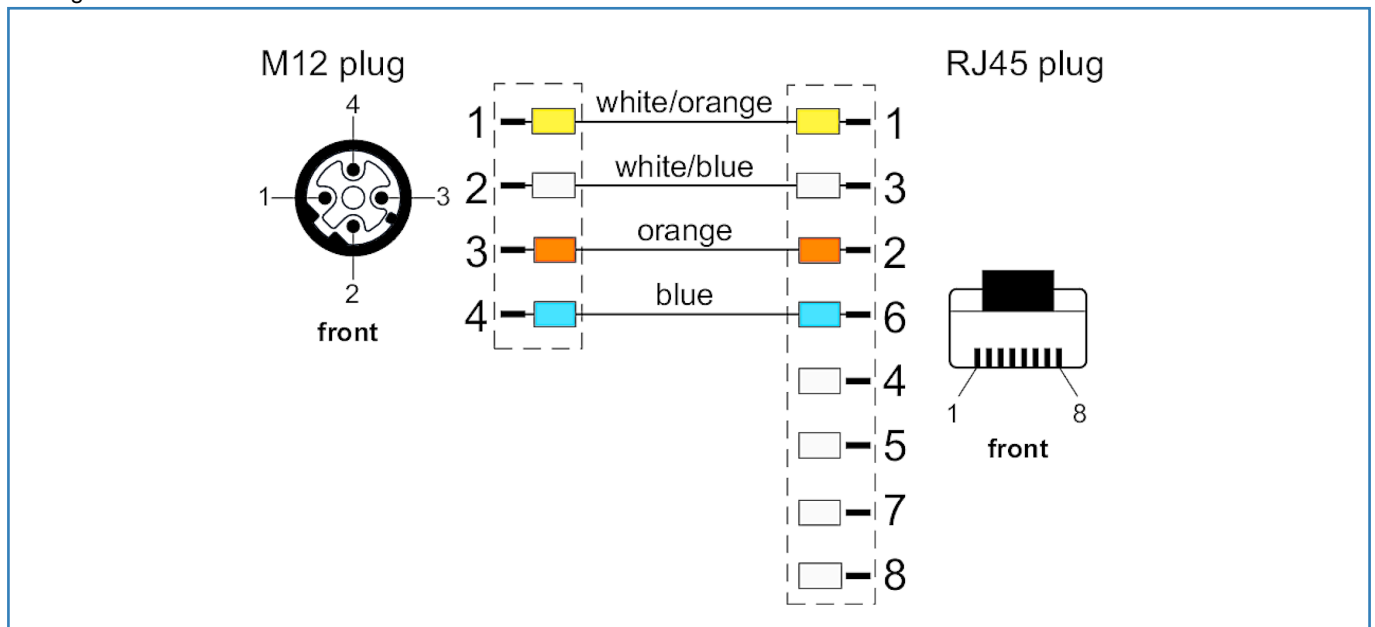 M12 plug
4
1
3
2
front
1 white/orange 1
2 white/blue 3
3 orange 2
4 blue 6
4
5
7
8
RJ45 plug
1 8
front